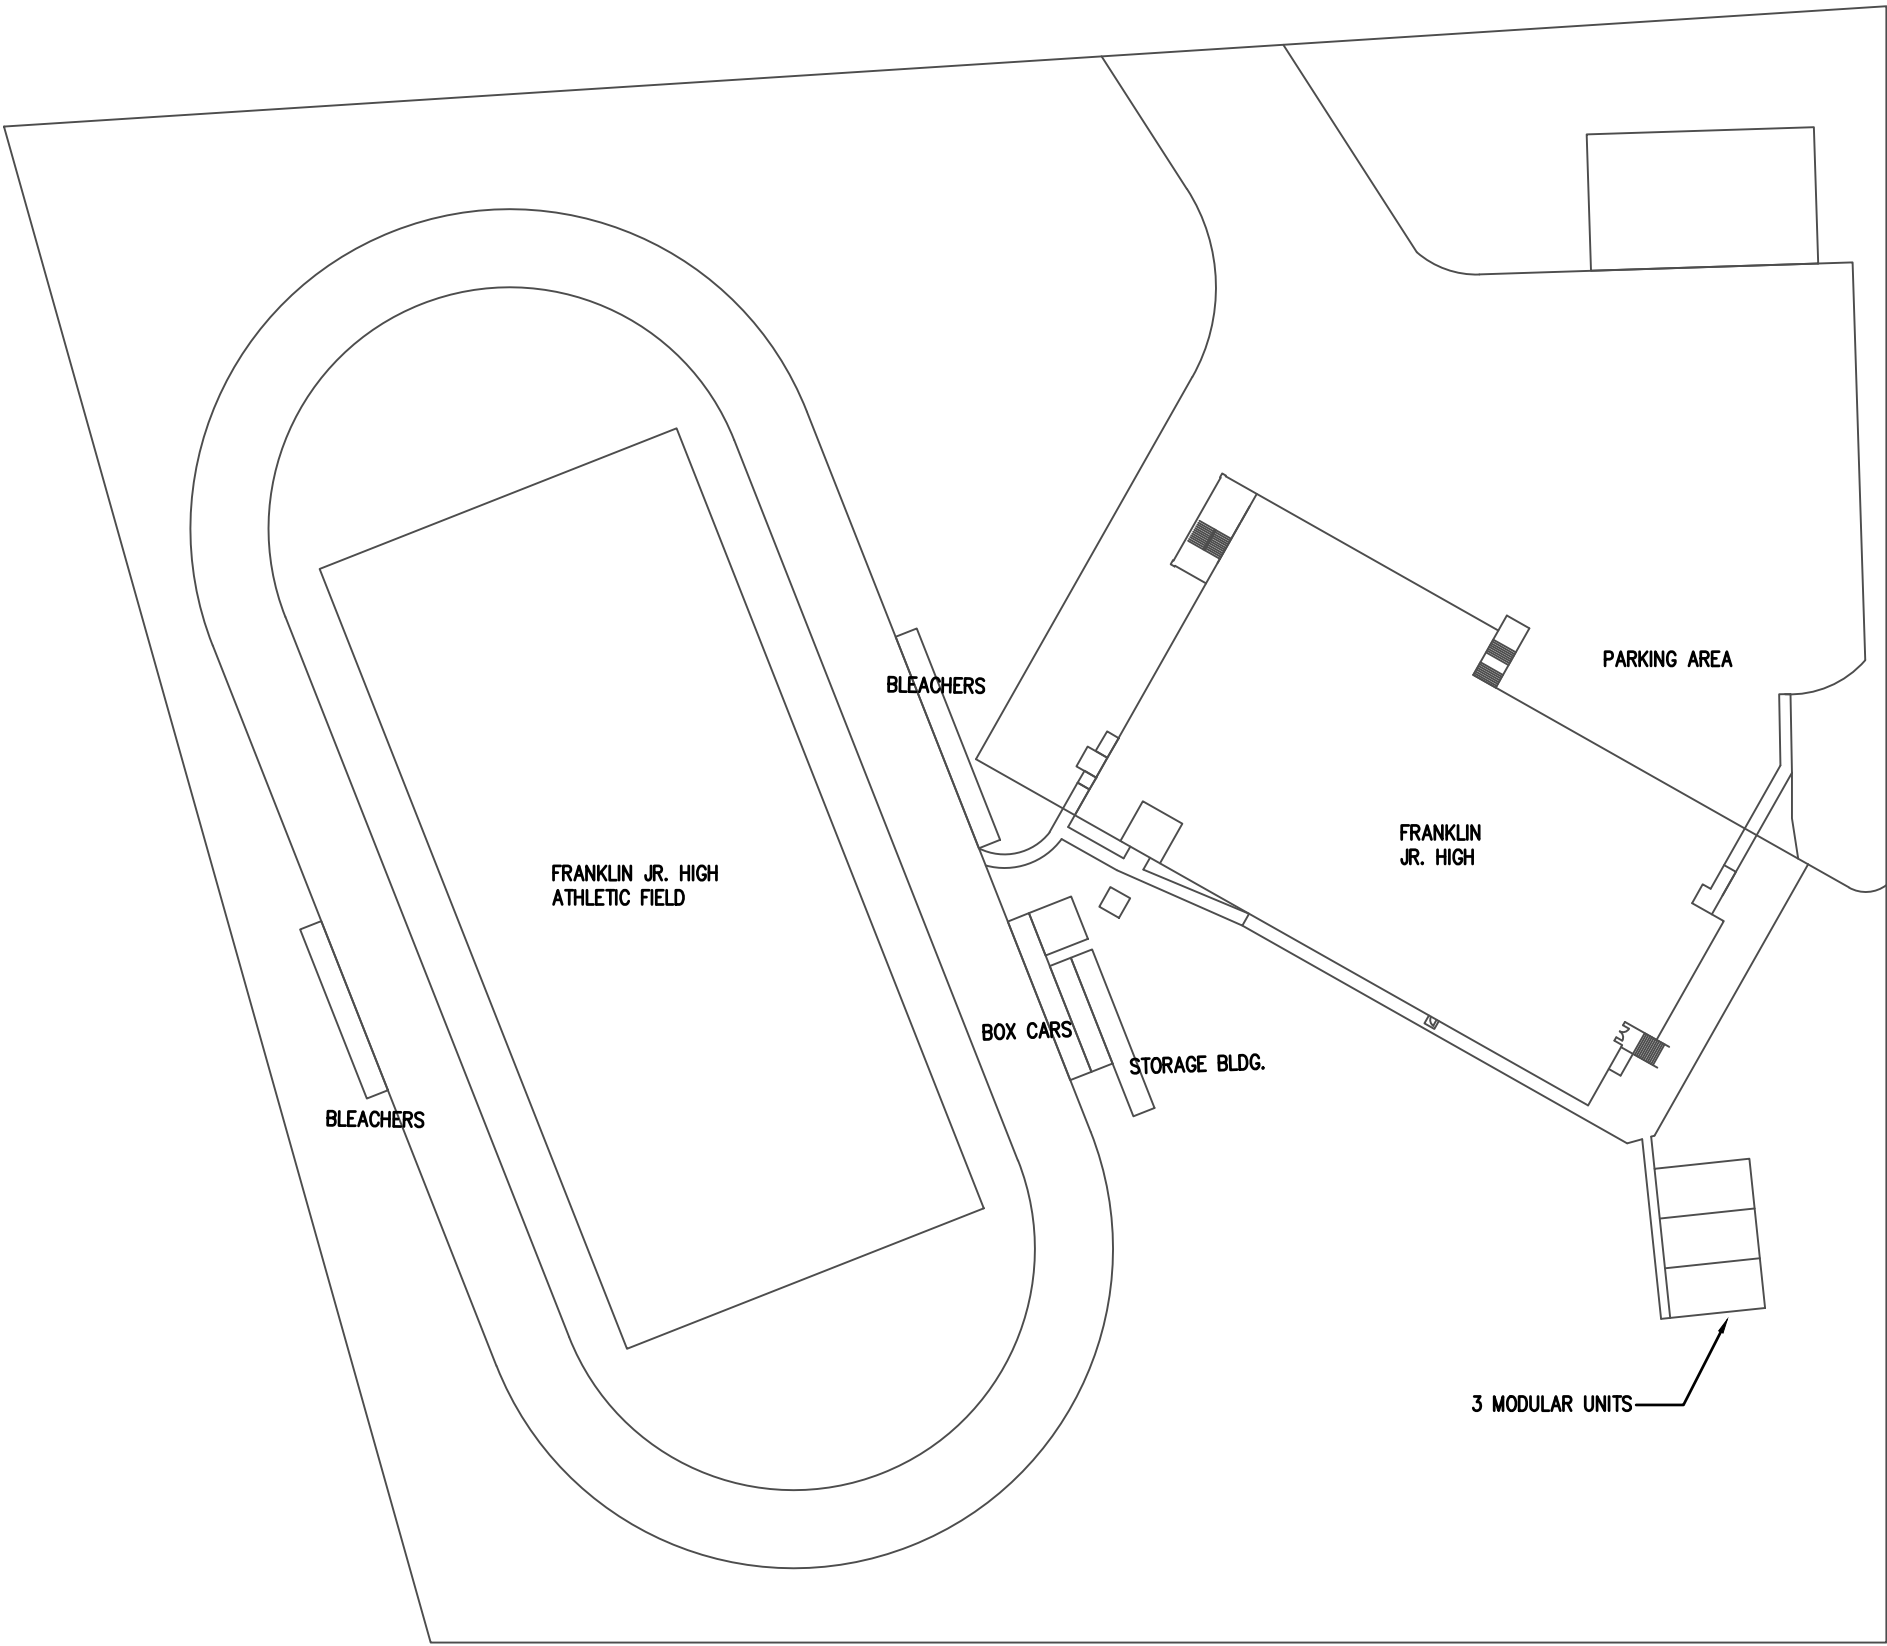 PARKING AREA
BLEACHERS
FRANKLIN
JR. HIGH
FRANKLIN JR. HIGH
ATHLETIC FIELD
BOX CARS
STORAGE BLDG.
BLEACHERS
3 MODULAR UNITS